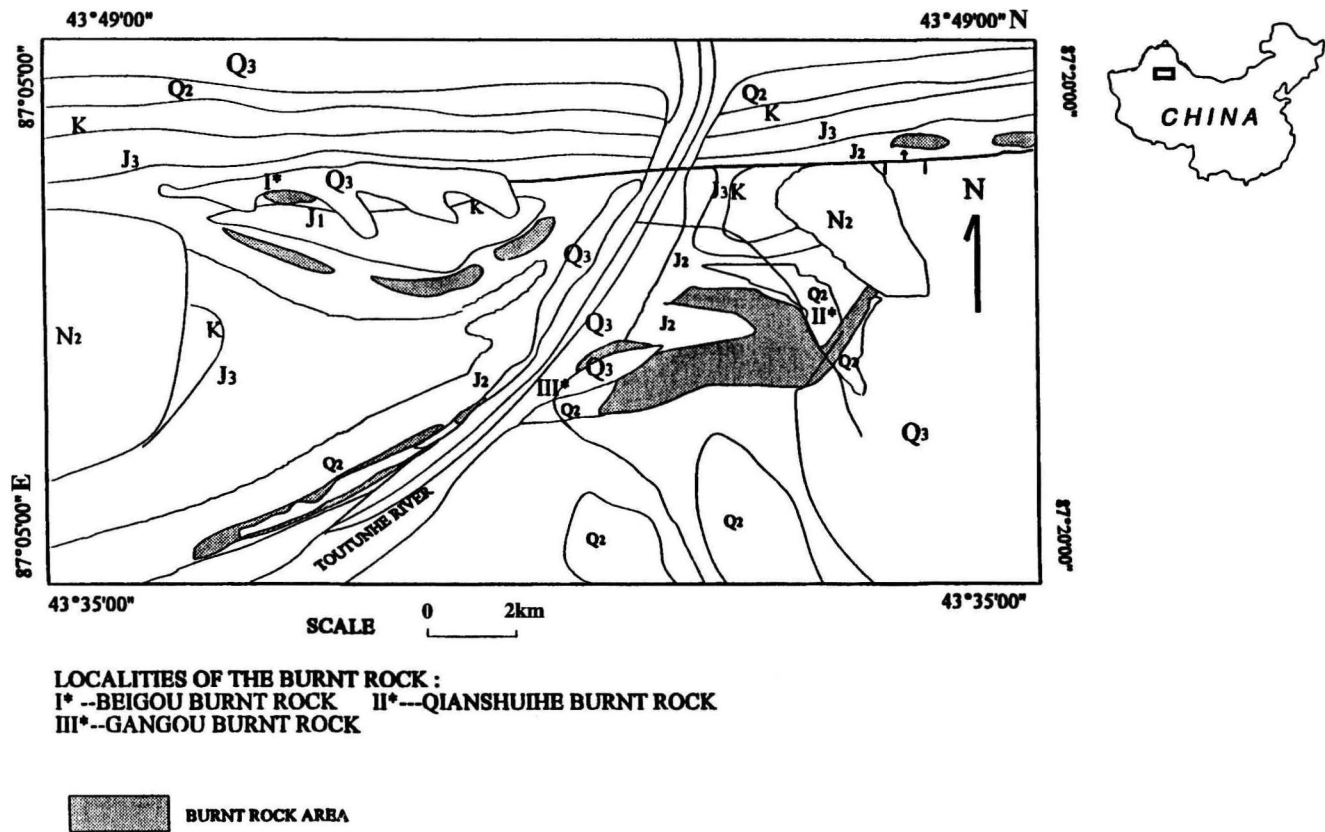 43°49'00" 43°49'00" N
87°05'00" 87°20'00"
Q3
Q2 Q2
K K
J3 J3
J2
CHINA
I* Q3 J3 K N
J1 K N2
Q3 J2
Q2
II*
N2 K Q3 J2
J3 Q3 Q2
J2 III*
Q2 Q3
Q2
Q2 Q2
TOUTUNHE RIVER
87°05'00" E 87°20'00"
43°35'00" 43°35'00"
SCALE 0 2km
LOCALITIES OF THE BURNT ROCK :
I* --BEIGOU BURNT ROCK II*---QIANSHUIHE BURNT ROCK
III*--GANGOU BURNT ROCK
BURNT ROCK AREA